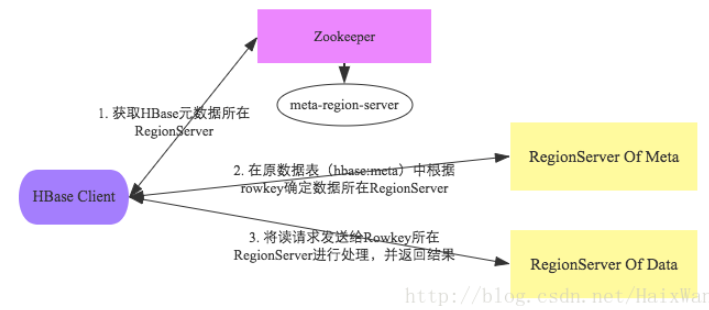 Zookeeper
meta-region-server
1. 获取HBase元数据所在
RegionServer
HBase Client
2. 在原数据表（hbase:meta）中根据
rowkey确定数据所在RegionServer
RegionServer Of Meta
3. 将读请求发送给Rowkey所在
RegionServer进行处理，并返回结果
RegionServer Of Data
http://blog.csdn.net/HaixWan